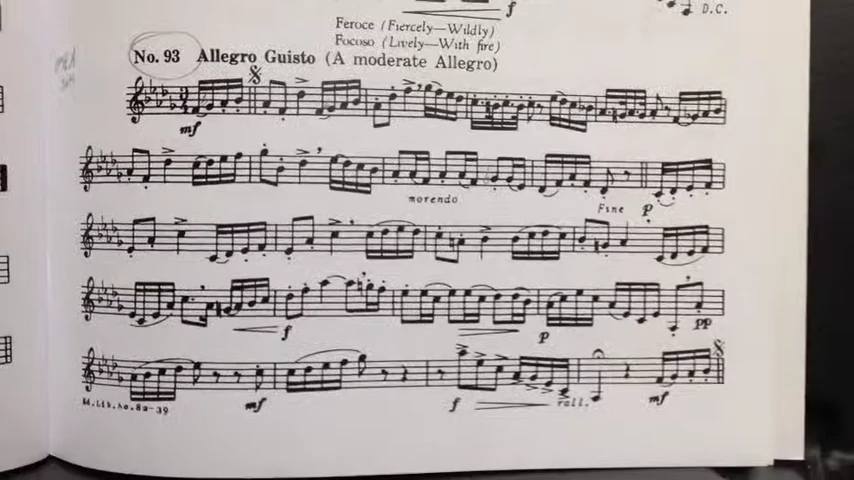 f D.C.
Feroce (Fiercely—Wildly)
Focoso (Lively—With fire)
No. 93 Allegro Guisto (A moderate Allegro)
mf
morendo
Fine p
f
p pp
M.Lib.No.82-39 mf f rall. mf